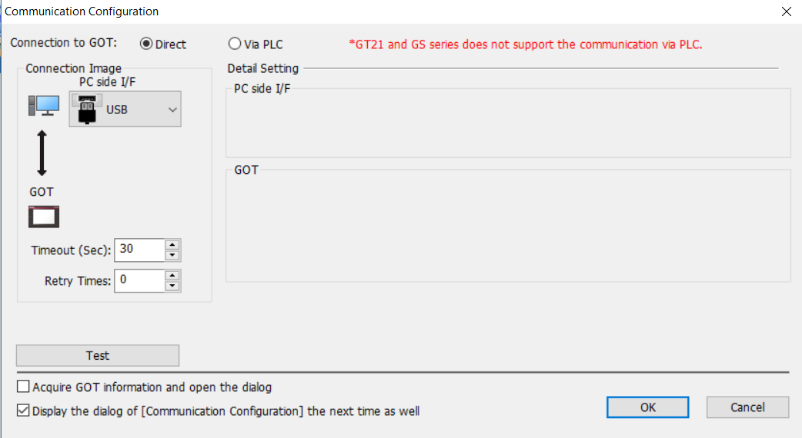 Communication Configuration
Connection to GOT: Direct Via PLC *GT21 and GS series does not support the communication via PLC.
Connection Image
PC side I/F
USB
GOT
Timeout (Sec): 30
Retry Times: 0
Detail Setting
PC side I/F
GOT
Test
Acquire GOT information and open the dialog
Display the dialog of [Communication Configuration] the next time as well
OK Cancel